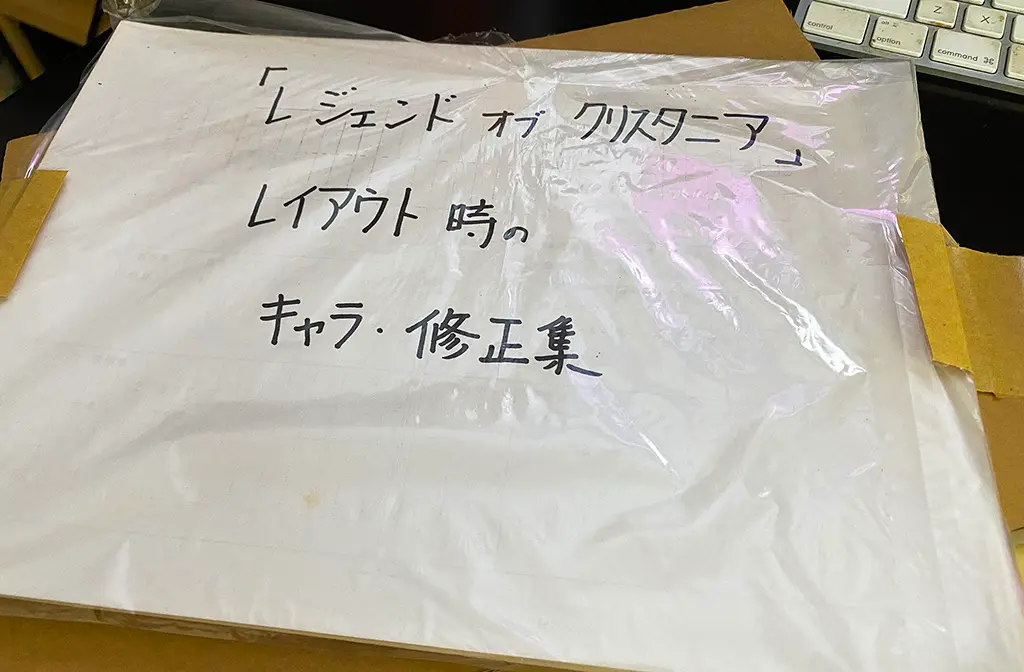 「レジェンド オブ クリスタニア」
レイアウト時の
キャラ・修正集
Z
X
control
alt
option
command ⌘